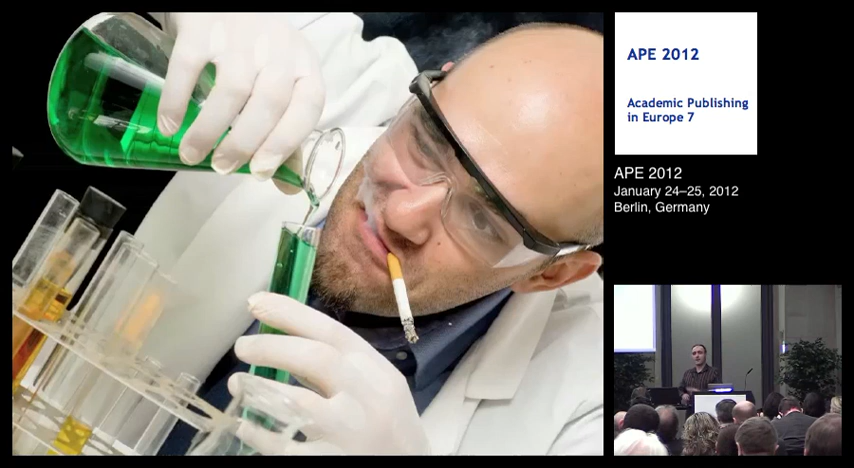 APE 2012
Academic Publishing
in Europe 7
APE 2012
January 24–25, 2012
Berlin, Germany